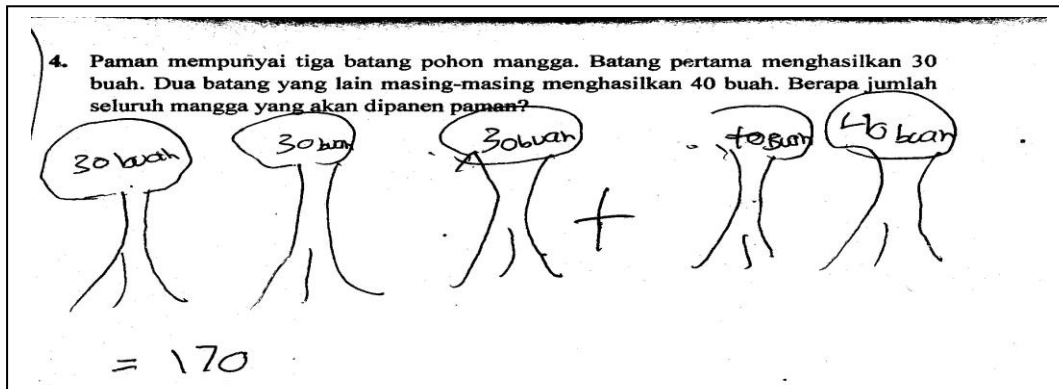 4. Paman mempunyai tiga batang pohon mangga. Batang pertama menghasilkan 30
buah. Dua batang yang lain masing-masing menghasilkan 40 buah. Berapa jumlah
seluruh mangga yang akan dipanen paman?
30 buah 30 buah 30buah + 40 buah 40 buah
= 170